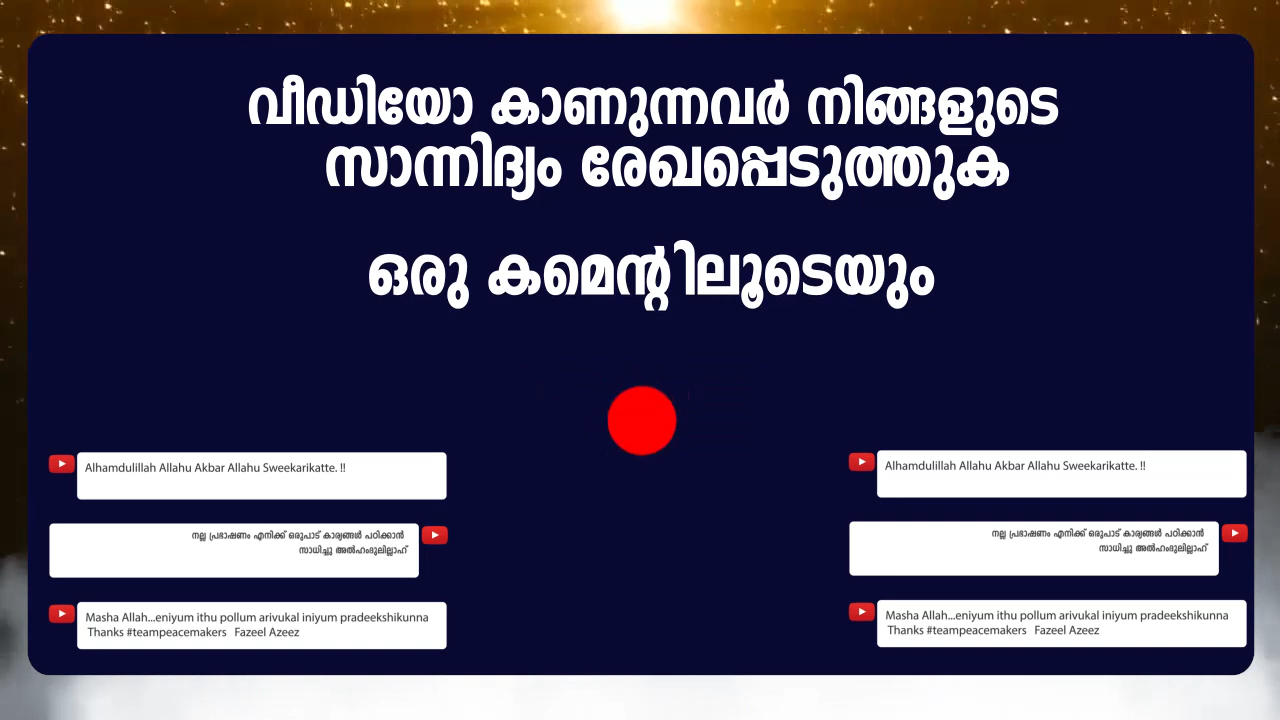 വീഡിയോ കാണുന്നവർ നിങ്ങളുടെ
സാന്നിദ്യം രേഖപ്പെടുത്തുക
ഒരു കമെന്റിലൂടെയും
Alhamdulillah Allahu Akbar Allahu Sweekarikatte. !!
നല്ല പ്രഭാഷണം എനിക്ക് ഒരുപാട് കാര്യങ്ങൾ പഠിക്കാൻ
സാധിച്ചു അൽഹംദുലില്ലാഹ്
Masha Allah...eniyum ithu pollum arivukal iniyum pradeekshikunna
Thanks #teampeacemakers Fazeel Azeez
Alhamdulillah Allahu Akbar Allahu Sweekarikatte. !!
നല്ല പ്രഭാഷണം എനിക്ക് ഒരുപാട് കാര്യങ്ങൾ പഠിക്കാൻ
സാധിച്ചു അൽഹംദുലില്ലാഹ്
Masha Allah...eniyum ithu pollum arivukal iniyum pradeekshikunna
Thanks #teampeacemakers Fazeel Azeez